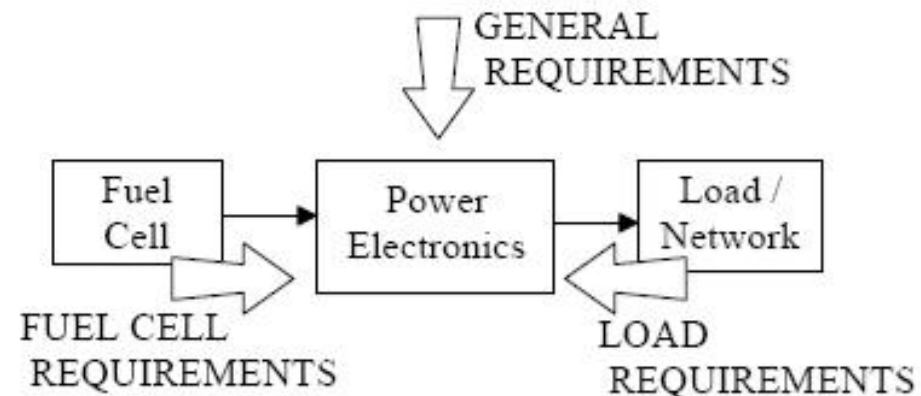 GENERAL
REQUIREMENTS
Fuel
Cell
Power
Electronics
Load /
Network
FUEL CELL
REQUIREMENTS
LOAD
REQUIREMENTS